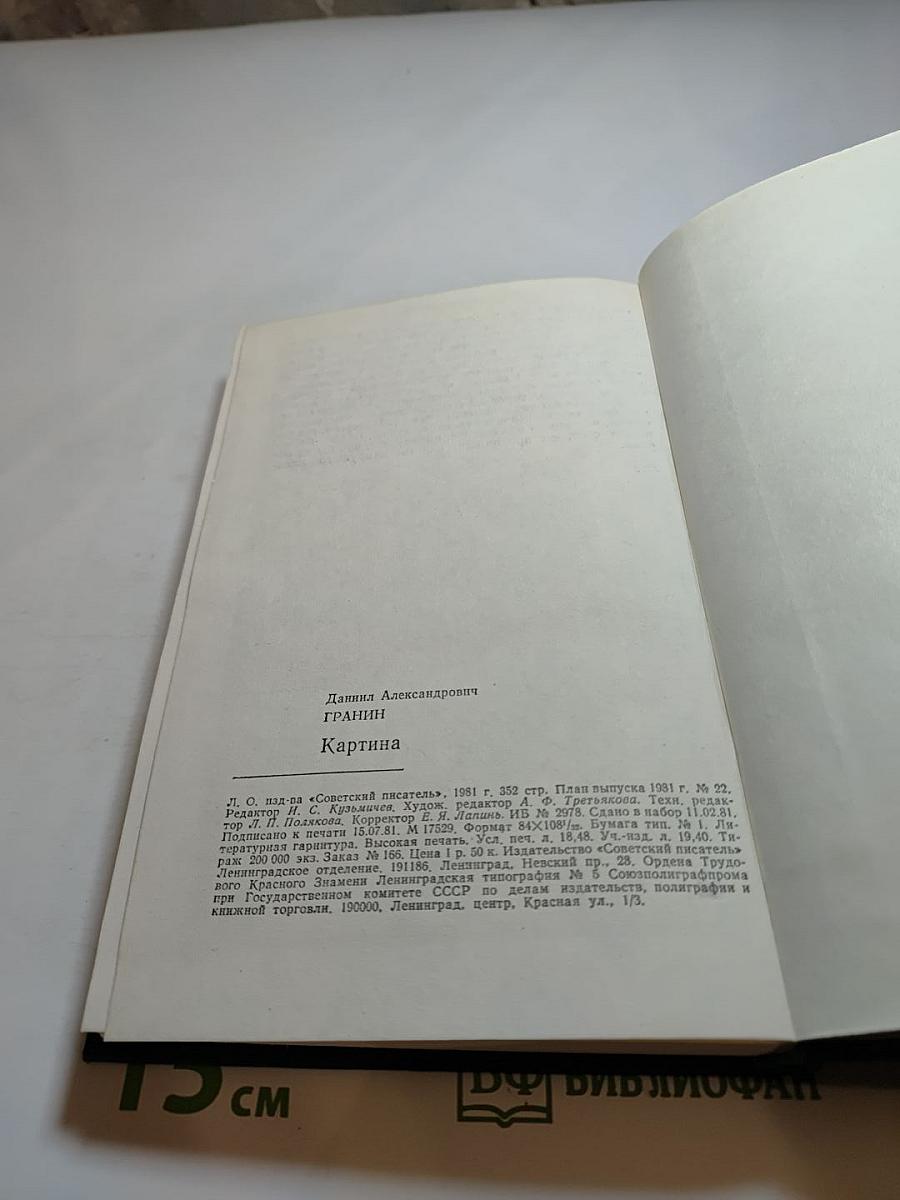 Даниил Александрович
ГРАНИН
Картина
Л. О. изд-ва «Советский писатель», 1981 г. 352 стр. План выпуска 1981 г. № 22.
Редактор Н. С. Кузьмичев. Худож. редактор А. Ф. Третьякова. Техн. редак-
тор Л. П. Полякова. Корректор Е. Я. Лапинь. ИБ № 2978. Сдано в набор 11.02.81.
Подписано к печати 15.07.81. М 17529. Формат 84×108¹/₃₂. Бумага тип. № 1. Ли-
тературная гарнитура. Высокая печать. Усл. печ. л. 18,48. Уч.-изд. л. 19,40. Ти-
раж 200 000 экз. Заказ № 166. Цена 1 р. 50 к. Издательство «Советский писатель»
Ленинградское отделение. 191186, Ленинград, Невский пр., 28. Ордена Трудо-
вого Красного Знамени Ленинградская типография № 5 Союзполиграфпрома
при Государственном комитете СССР по делам издательств, полиграфии и
книжной торговли. 190000, Ленинград, центр, Красная ул., 1/3.
15 см
БФ БИБЛИОФАН